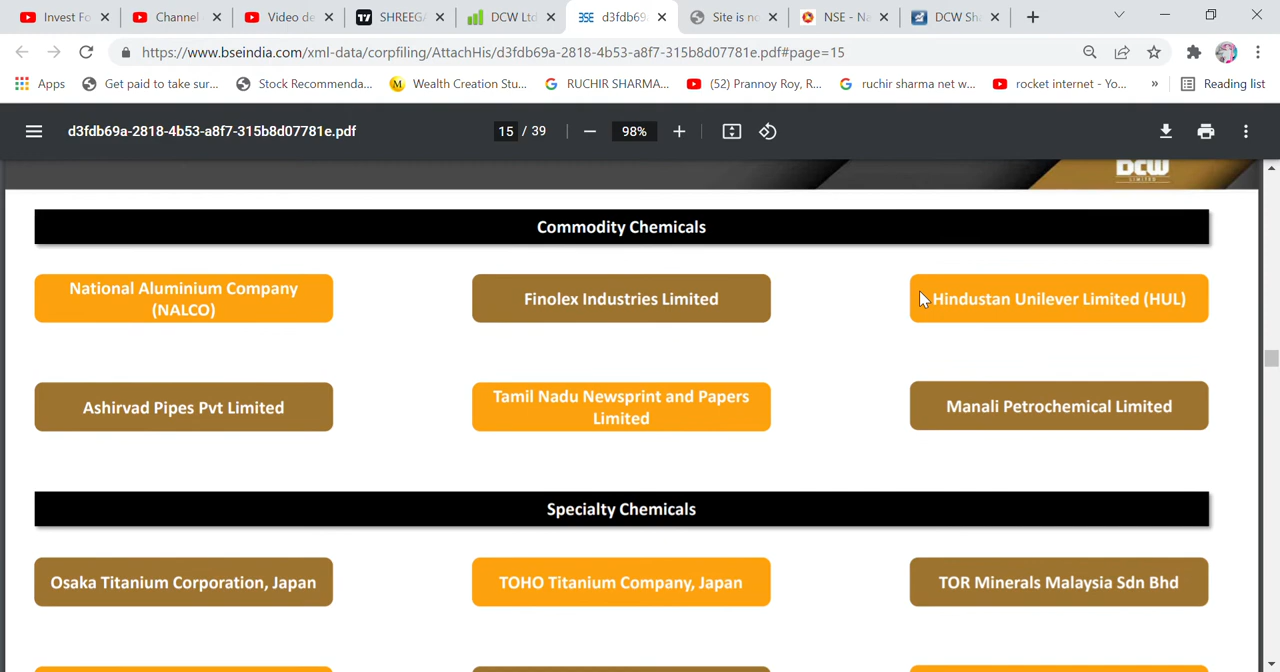 Invest Fo
Channel
Video de
SHREEGA
DCW Ltd
d3fdb69
Site is no
NSE - Na
DCW Sha
https://www.bseindia.com/xml-data/corpfiling/AttachHis/d3fdb69a-2818-4b53-a8f7-315b8d07781e.pdf#page=15
Apps
Get paid to take sur...
Stock Recommenda...
Wealth Creation Stu...
RUCHIR SHARMA...
(52) Prannoy Roy, R...
ruchir sharma net w...
rocket internet - Yo...
»
Reading list
d3fdb69a-2818-4b53-a8f7-315b8d07781e.pdf
15 / 39
98%
DCW
LIMITED
Commodity Chemicals
National Aluminium Company
(NALCO)
Finolex Industries Limited
Hindustan Unilever Limited (HUL)
Ashirvad Pipes Pvt Limited
Tamil Nadu Newsprint and Papers
Limited
Manali Petrochemical Limited
Specialty Chemicals
Osaka Titanium Corporation, Japan
TOHO Titanium Company, Japan
TOR Minerals Malaysia Sdn Bhd